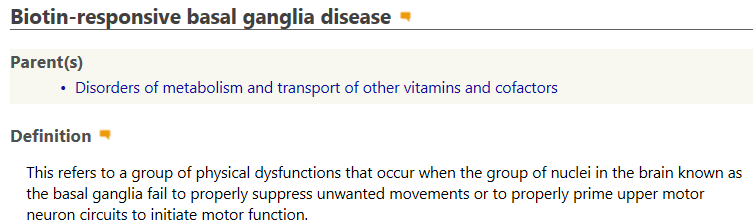 Biotin-responsive basal ganglia disease
Parent(s)
• Disorders of metabolism and transport of other vitamins and cofactors
Definition
This refers to a group of physical dysfunctions that occur when the group of nuclei in the brain known as
the basal ganglia fail to properly suppress unwanted movements or to properly prime upper motor
neuron circuits to initiate motor function.